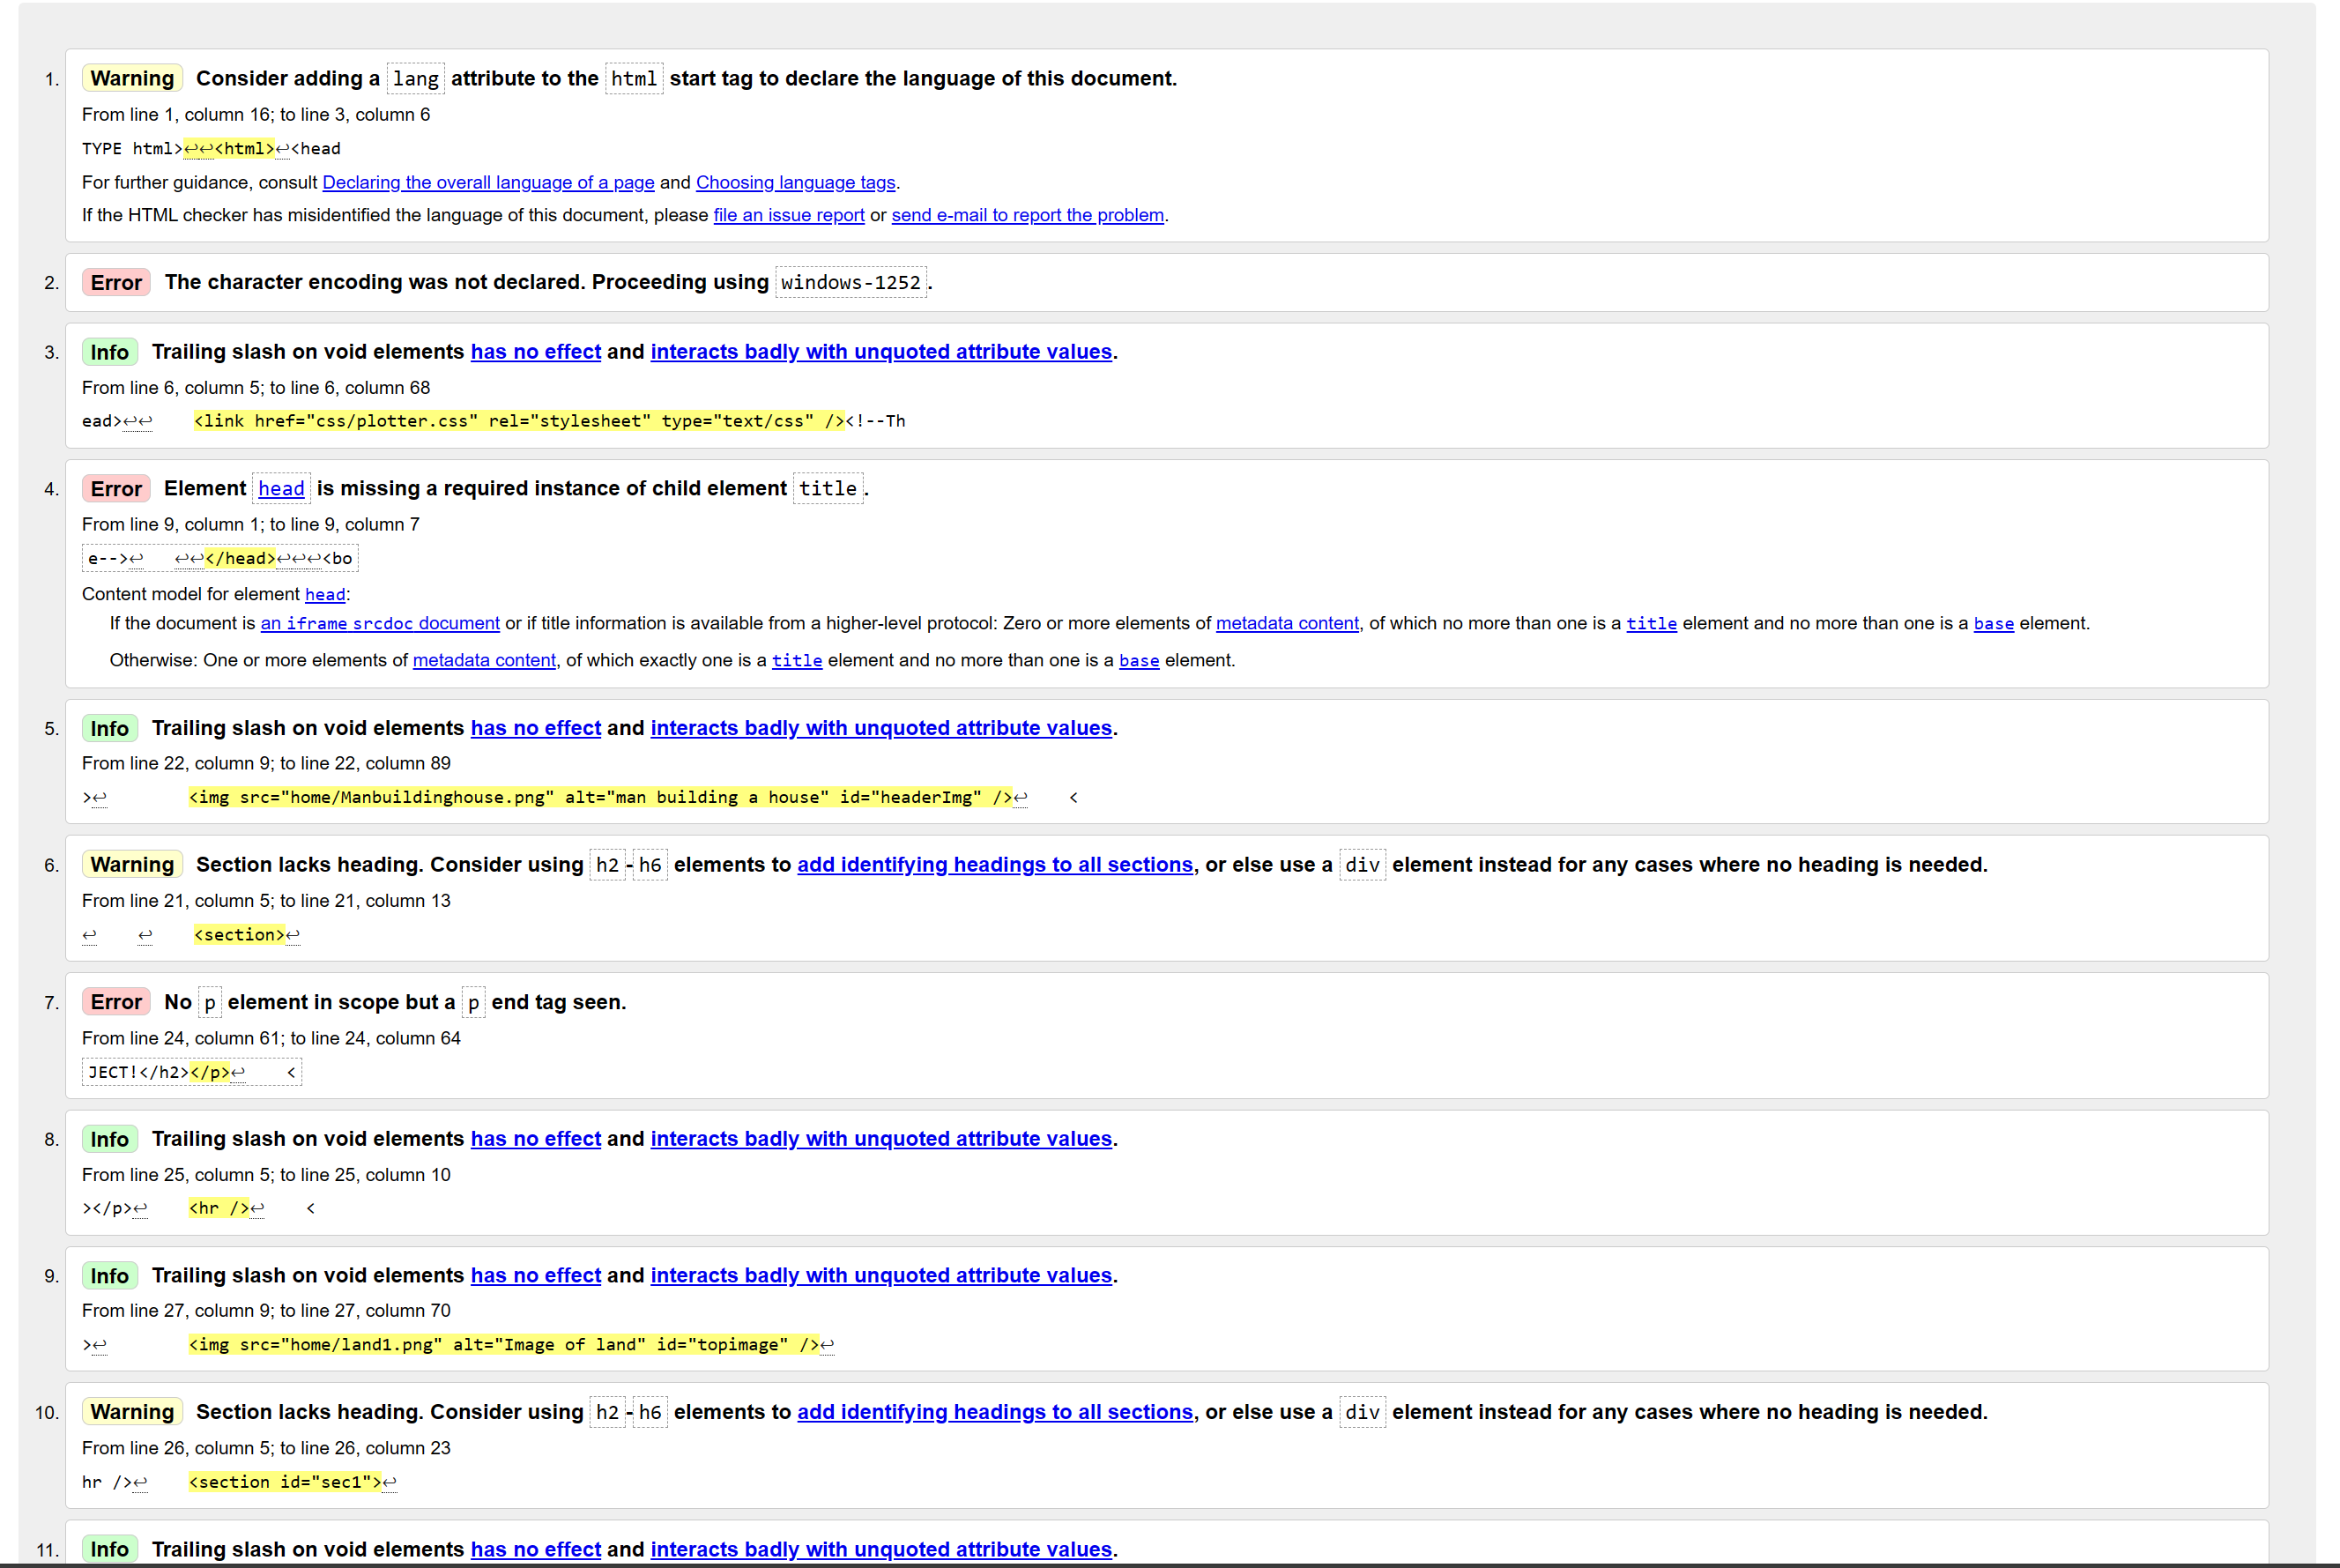 1. Warning Consider adding a lang attribute to the html start tag to declare the language of this document.
From line 1, column 16; to line 3, column 6
TYPE html>↩↩<html>↩<head
For further guidance, consult Declaring the overall language of a page and Choosing language tags.
If the HTML checker has misidentified the language of this document, please file an issue report or send e-mail to report the problem.
2. Error The character encoding was not declared. Proceeding using windows-1252.
3. Info Trailing slash on void elements has no effect and interacts badly with unquoted attribute values.
From line 6, column 5; to line 6, column 68
ead>↩↩    <link href="css/plotter.css" rel="stylesheet" type="text/css" /><!--Th
4. Error Element head is missing a required instance of child element title.
From line 9, column 1; to line 9, column 7
e-->↩   ↩↩</head>↩↩↩<bo
Content model for element head:
If the document is an iframe srcdoc document or if title information is available from a higher-level protocol: Zero or more elements of metadata content, of which no more than one is a title element and no more than one is a base element.
Otherwise: One or more elements of metadata content, of which exactly one is a title element and no more than one is a base element.
5. Info Trailing slash on void elements has no effect and interacts badly with unquoted attribute values.
From line 22, column 9; to line 22, column 89
>↩        <img src="home/Manbuildinghouse.png" alt="man building a house" id="headerImg" />↩    <
6. Warning Section lacks heading. Consider using h2-h6 elements to add identifying headings to all sections, or else use a div element instead for any cases where no heading is needed.
From line 21, column 5; to line 21, column 13
↩    ↩    <section>↩
7. Error No p element in scope but a p end tag seen.
From line 24, column 61; to line 24, column 64
JECT!</h2></p>↩    <
8. Info Trailing slash on void elements has no effect and interacts badly with unquoted attribute values.
From line 25, column 5; to line 25, column 10
></p>↩    <hr />↩    <
9. Info Trailing slash on void elements has no effect and interacts badly with unquoted attribute values.
From line 27, column 9; to line 27, column 70
>↩        <img src="home/land1.png" alt="Image of land" id="topimage" />↩
10. Warning Section lacks heading. Consider using h2-h6 elements to add identifying headings to all sections, or else use a div element instead for any cases where no heading is needed.
From line 26, column 5; to line 26, column 23
hr />↩    <section id="sec1">↩
11. Info Trailing slash on void elements has no effect and interacts badly with unquoted attribute values.